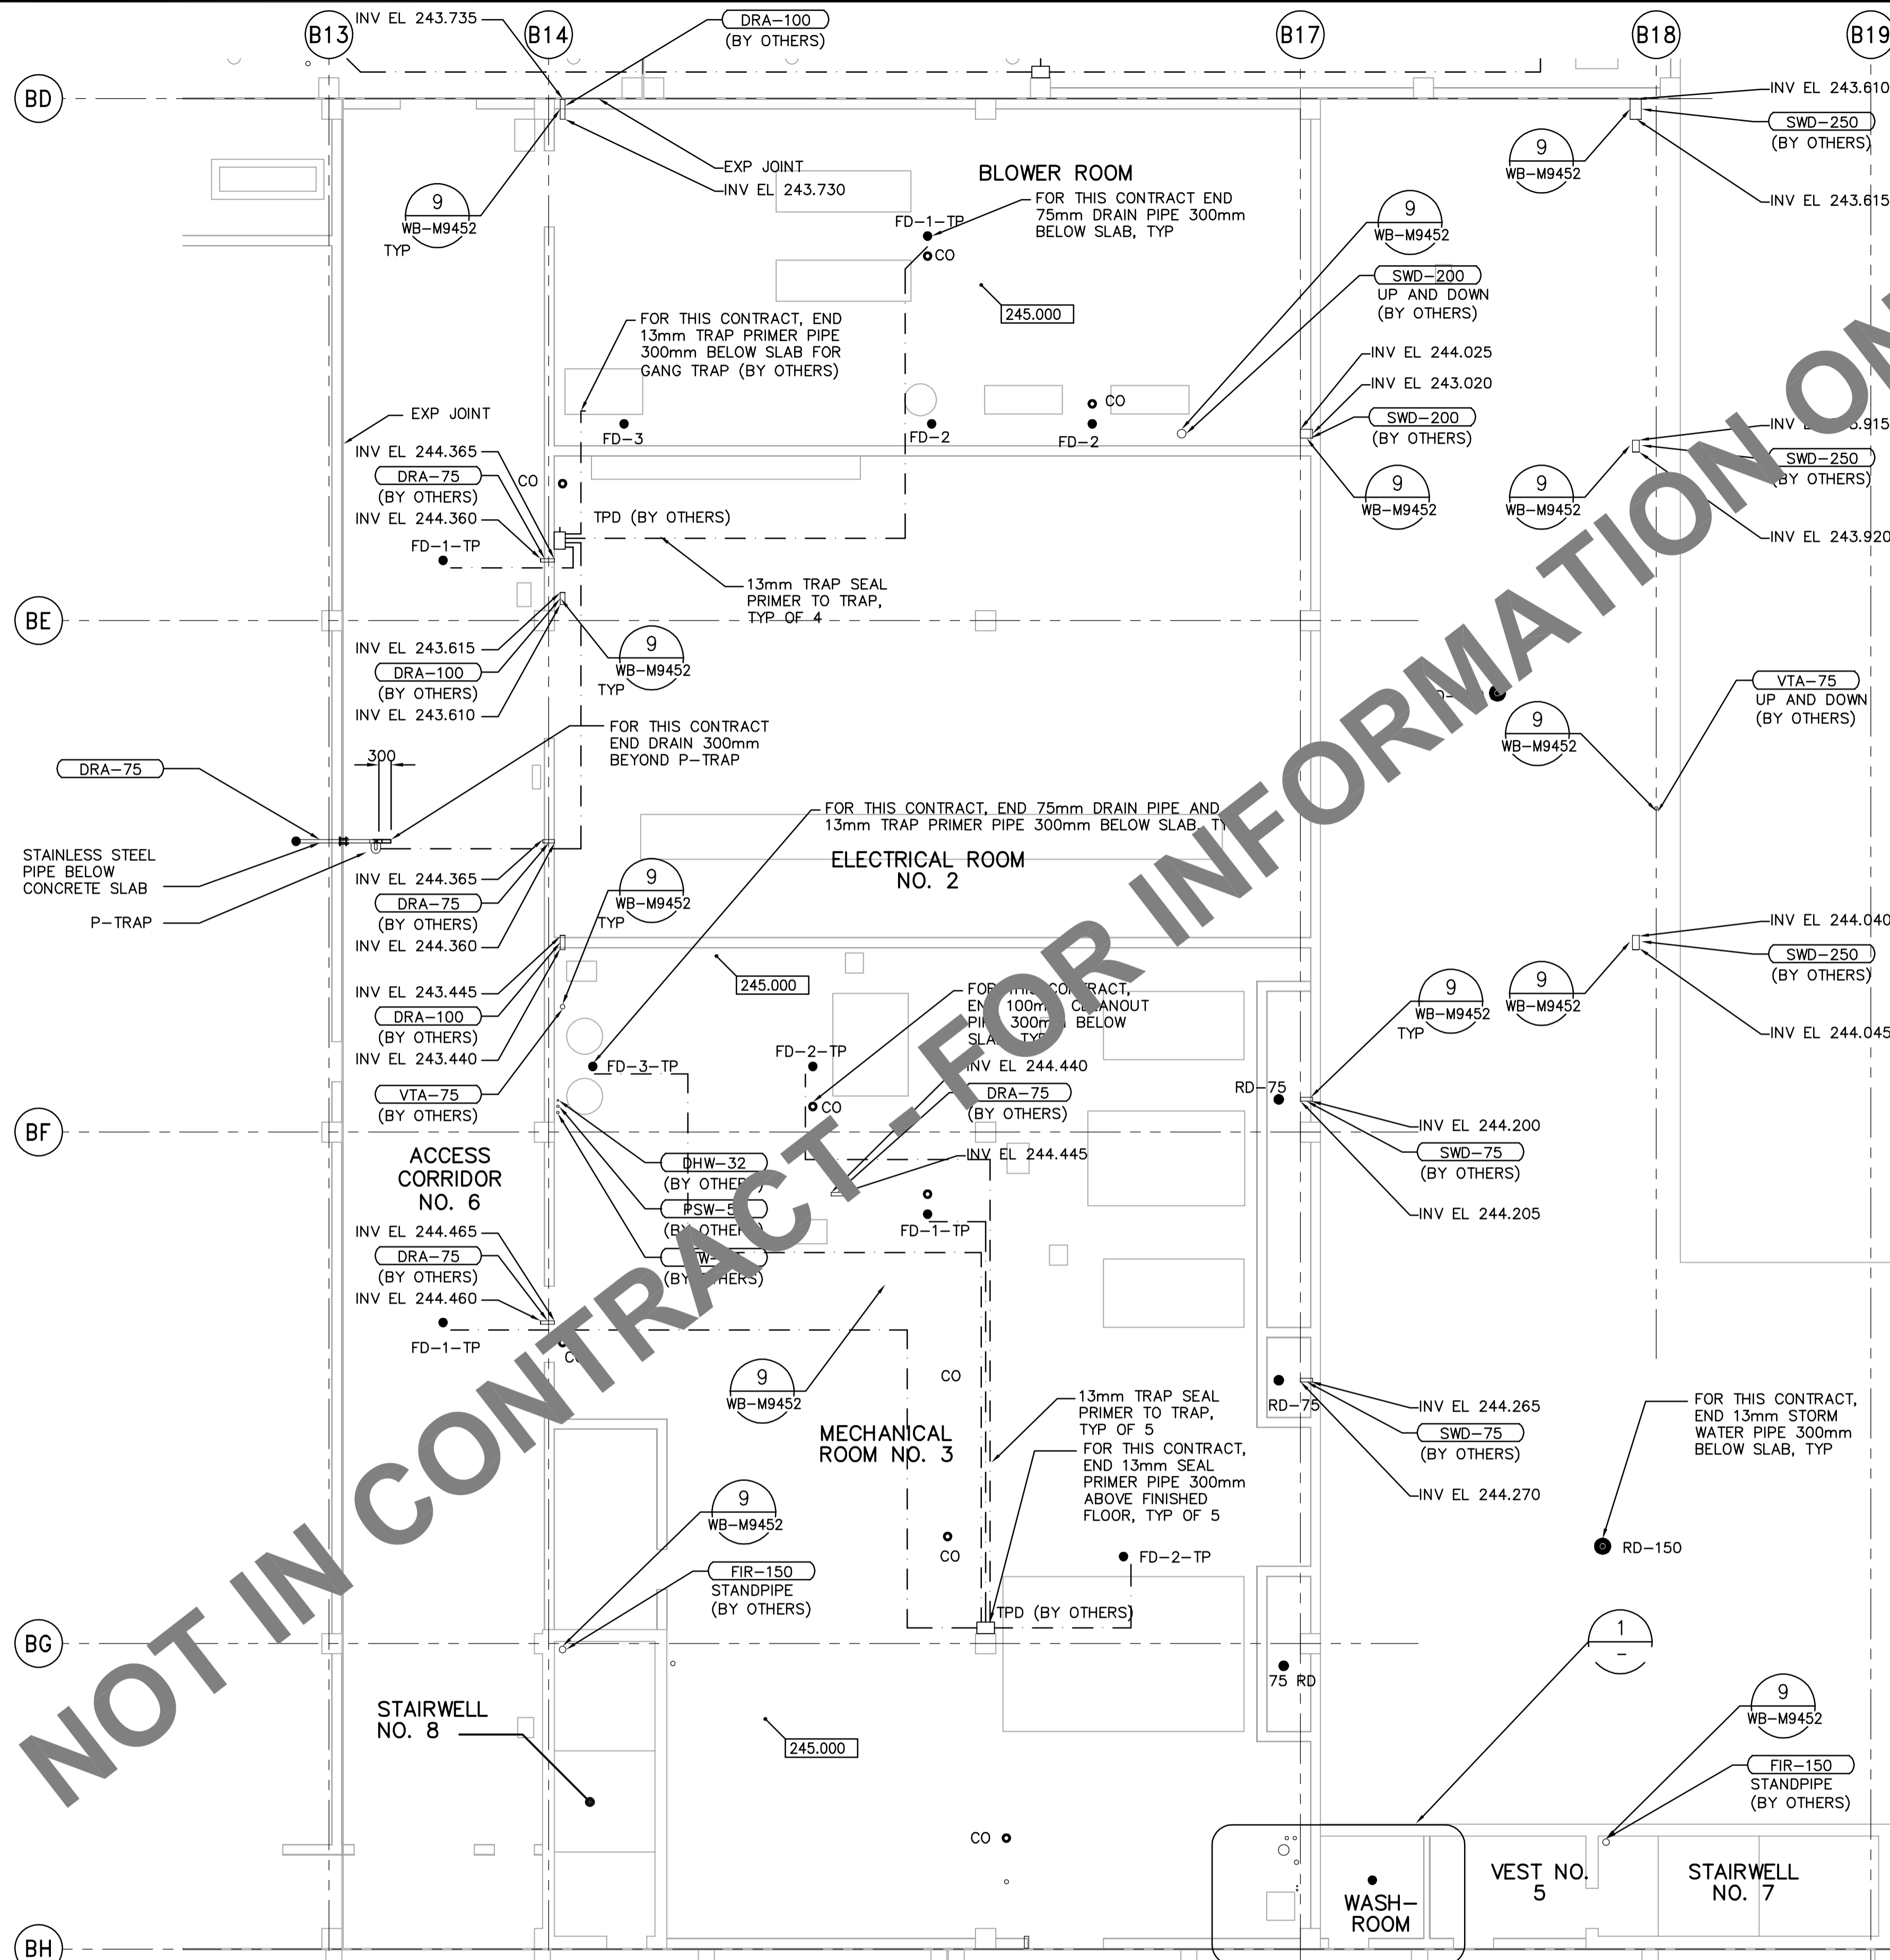 B13
B14
B17
B18
B19
INV EL 243.735
DRA-100
(BY OTHERS)
BD
INV EL 243.610
SWD-250
(BY OTHERS)
9
WB-M9452
INV EL 243.615
EXP JOINT
INV EL 243.730
BLOWER ROOM
9
WB-M9452
TYP
FD-1-TP
CO
FOR THIS CONTRACT END
75mm DRAIN PIPE 300mm
BELOW SLAB, TYP
9
WB-M9452
SWD-200
UP AND DOWN
(BY OTHERS)
245.000
FOR THIS CONTRACT, END
13mm TRAP PRIMER PIPE
300mm BELOW SLAB FOR
GANG TRAP (BY OTHERS)
INV EL 244.025
INV EL 243.020
SWD-200
(BY OTHERS)
9
WB-M9452
EXP JOINT
FD-3
FD-2
CO
FD-2
INV EL 244.365
DRA-75
(BY OTHERS)
INV EL 244.360
CO
FD-1-TP
TPD (BY OTHERS)
SWD-250
(BY OTHERS)
9
WB-M9452
INV EL 243.920
13mm TRAP SEAL
PRIMER TO TRAP,
TYP OF 4
BE
INV EL 243.615
DRA-100
(BY OTHERS)
INV EL 243.610
9
WB-M9452
TYP
VTA-75
UP AND DOWN
(BY OTHERS)
9
WB-M9452
FOR THIS CONTRACT
END DRAIN 300mm
BEYOND P-TRAP
300
DRA-75
STAINLESS STEEL
PIPE BELOW
CONCRETE SLAB
P-TRAP
FOR THIS CONTRACT, END 75mm DRAIN PIPE AND
13mm TRAP PRIMER PIPE 300mm BELOW SLAB,
ELECTRICAL ROOM
NO. 2
INV EL 244.365
DRA-75
(BY OTHERS)
INV EL 244.360
9
WB-M9452
TYP
INV EL 244.040
SWD-250
(BY OTHERS)
9
WB-M9452
INV EL 244.045
245.000
INV EL 243.445
DRA-100
(BY OTHERS)
INV EL 243.440
VTA-75
(BY OTHERS)
FOR THIS CONTRACT,
END 100mm CLEANOUT
PIPE 300mm BELOW
SLAB, TYP
9
WB-M9452
TYP
FD-3-TP
FD-2-TP
CO
INV EL 244.440
DRA-75
(BY OTHERS)
INV EL 244.445
RD-75
INV EL 244.200
SWD-75
(BY OTHERS)
INV EL 244.205
BF
ACCESS
CORRIDOR
NO. 6
DHW-32
(BY OTHERS)
(BY OTHERS)
(BY OTHERS)
FD-1-TP
INV EL 244.465
DRA-75
(BY OTHERS)
INV EL 244.460
FD-1-TP
CO
9
WB-M9452
CO
MECHANICAL
ROOM NO. 3
13mm TRAP SEAL
PRIMER TO TRAP,
TYP OF 5
FOR THIS CONTRACT,
END 13mm SEAL
PRIMER PIPE 300mm
ABOVE FINISHED
FLOOR, TYP OF 5
RD-75
INV EL 244.265
SWD-75
(BY OTHERS)
INV EL 244.270
FOR THIS CONTRACT,
END 13mm STORM
WATER PIPE 300mm
BELOW SLAB, TYP
RD-150
9
WB-M9452
FIR-150
STANDPIPE
(BY OTHERS)
CO
FD-2-TP
TPD (BY OTHERS)
BG
75 RD
1
-
STAIRWELL
NO. 8
245.000
9
WB-M9452
FIR-150
STANDPIPE
(BY OTHERS)
CO
WASH-
ROOM
VEST NO.
5
STAIRWELL
NO. 7
BH
NOT IN CONTRACT - FOR INFORMATION